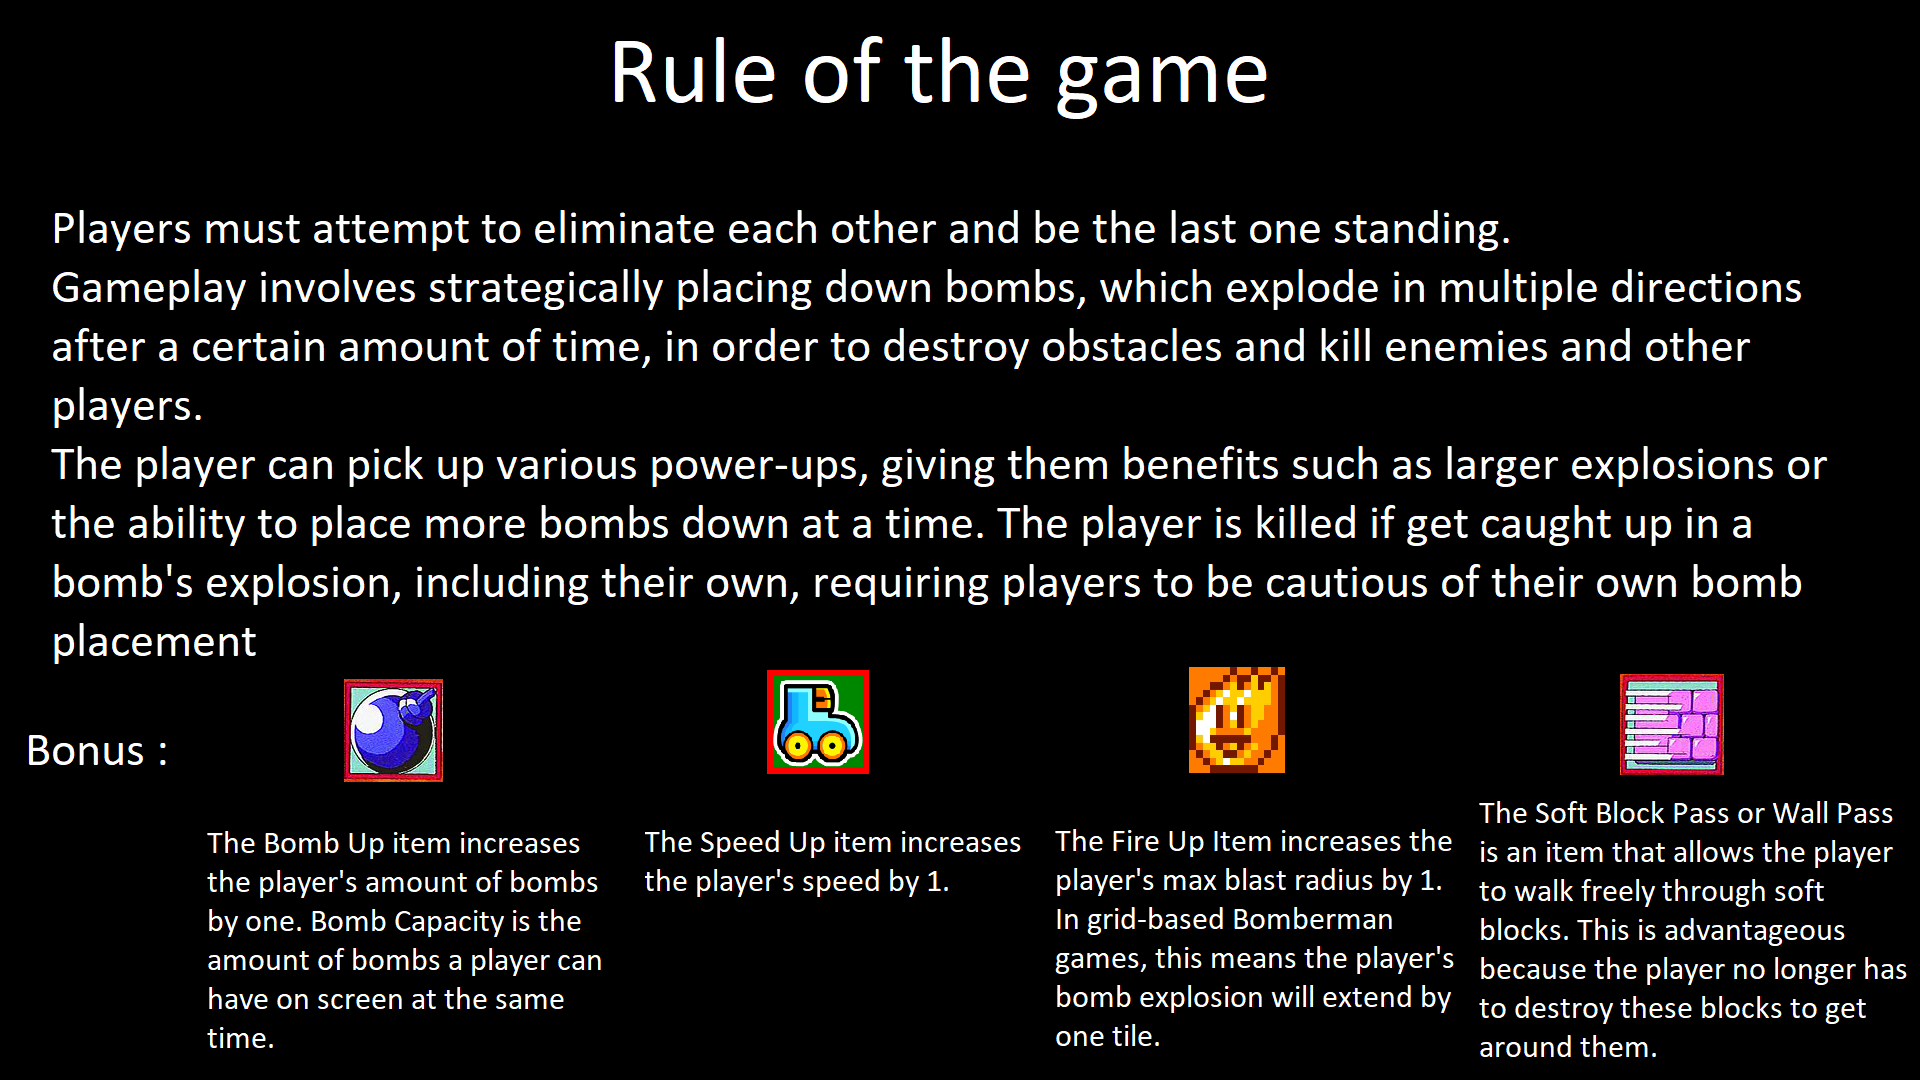 Rule of the game
Players must attempt to eliminate each other and be the last one standing.
Gameplay involves strategically placing down bombs, which explode in multiple directions
after a certain amount of time, in order to destroy obstacles and kill enemies and other
players.
The player can pick up various power-ups, giving them benefits such as larger explosions or
the ability to place more bombs down at a time. The player is killed if get caught up in a
bomb's explosion, including their own, requiring players to be cautious of their own bomb
placement
Bonus :
The Bomb Up item increases
the player's amount of bombs
by one. Bomb Capacity is the
amount of bombs a player can
have on screen at the same
time.
The Speed Up item increases
the player's speed by 1.
The Fire Up Item increases the
player's max blast radius by 1.
In grid-based Bomberman
games, this means the player's
bomb explosion will extend by
one tile.
The Soft Block Pass or Wall Pass
is an item that allows the player
to walk freely through soft
blocks. This is advantageous
because the player no longer has
to destroy these blocks to get
around them.